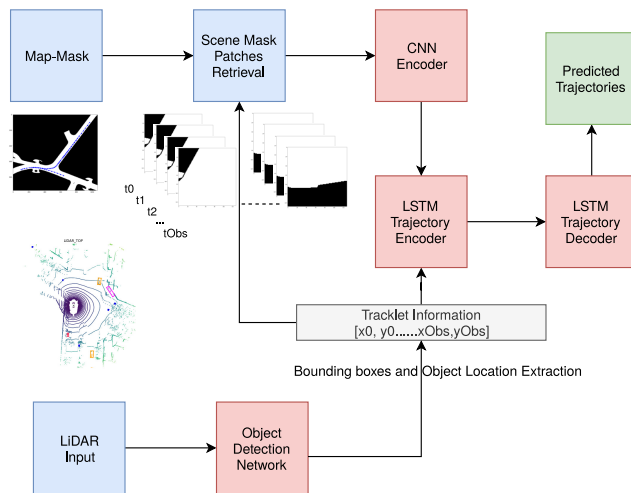 Map-Mask
Scene Mask
Patches
Retrieval
CNN
Encoder
Predicted
Trajectories
t0
t1
t2
...
tObs
LSTM
Trajectory
Encoder
LSTM
Trajectory
Decoder
LIDAR_TOP
Tracklet Information
[x0, y0......xObs,yObs]
Bounding boxes and Object Location Extraction
LiDAR
Input
Object
Detection
Network